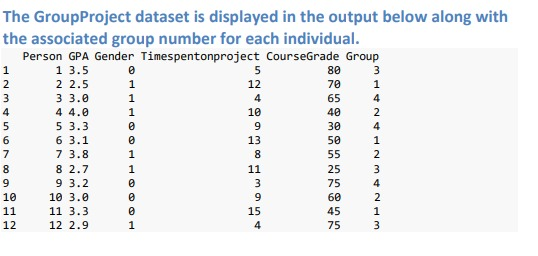 The GroupProject dataset is displayed in the output below along with
the associated group number for each individual.
Person GPA Gender Timespentonproject CourseGrade Group
1 1 3.5 0 5 80 3
2 2 2.5 1 12 70 1
3 3 3.0 1 4 65 4
4 4 4.0 1 10 40 2
5 5 3.3 0 9 30 4
6 6 3.1 0 13 50 1
7 7 3.8 1 8 55 2
8 8 2.7 1 11 25 3
9 9 3.2 0 3 75 4
10 10 3.0 0 9 60 2
11 11 3.3 0 15 45 1
12 12 2.9 1 4 75 3